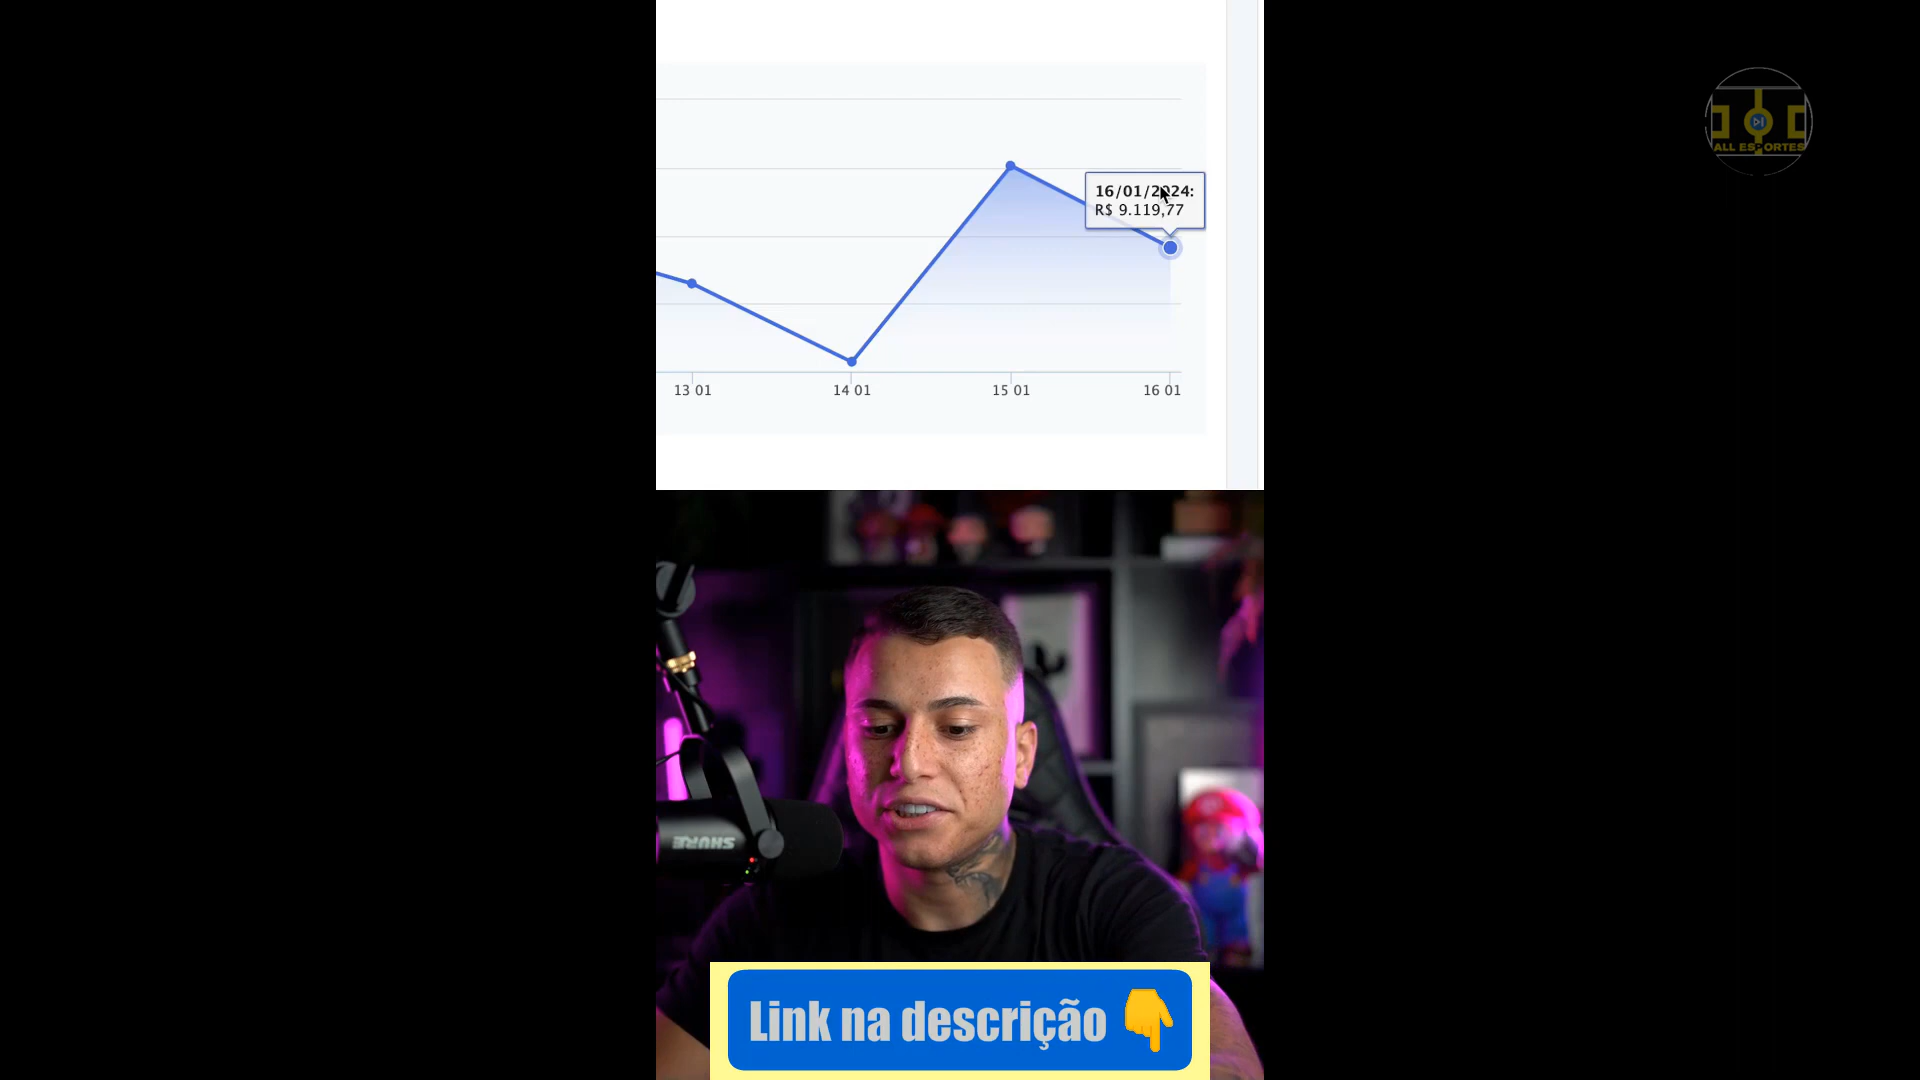 ALL ESPORTES
16/01/2024:
R$ 9.119,77
13 01
14 01
15 01
16 01
SHURE
Link na descrição